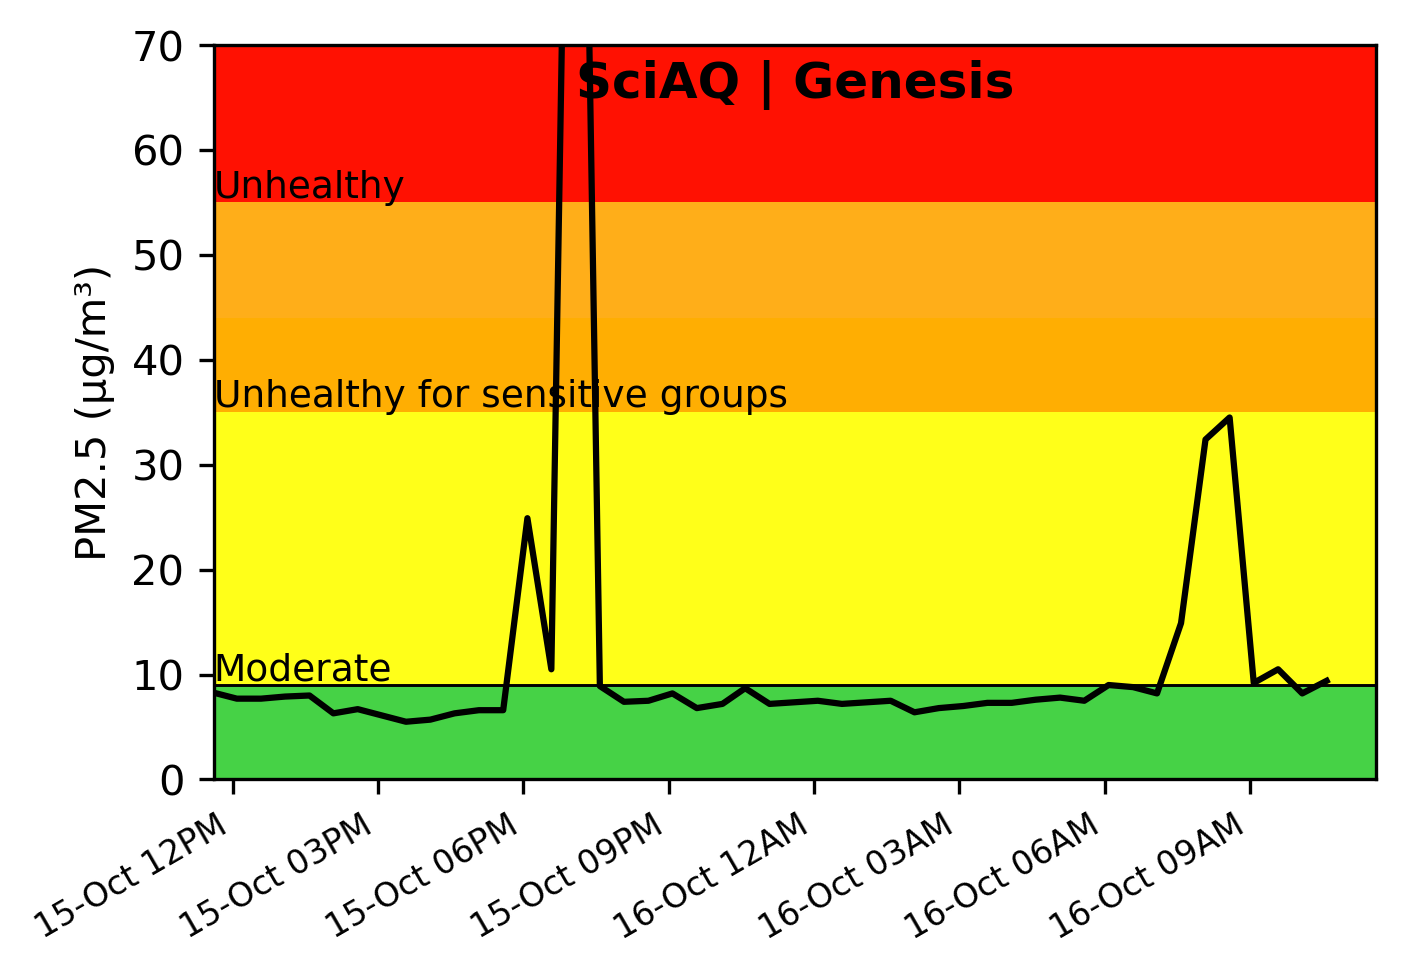 SciAQ | Genesis
PM2.5 (µg/m³)
70
60
50
40
30
20
10
0
Unhealthy
Unhealthy for sensitive groups
Moderate
15-Oct 12PM
15-Oct 03PM
15-Oct 06PM
15-Oct 09PM
16-Oct 12AM
16-Oct 03AM
16-Oct 06AM
16-Oct 09AM